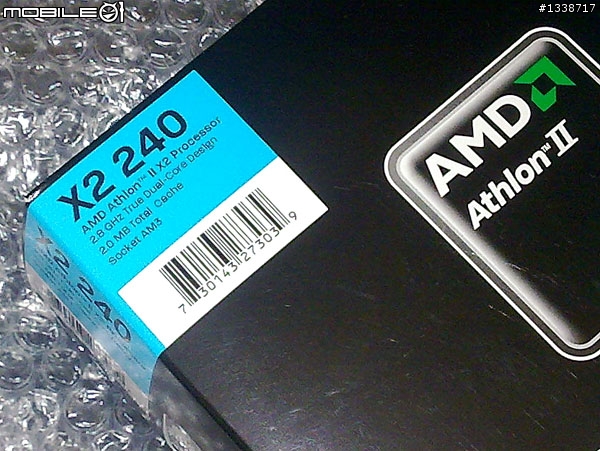 MOBILE01
#1338717
X2 240
AMD Athlon™ II X2 Processor
2.8 GHz True Dual-Core Design
2.0 MB Total Cache
Socket AM3
7 30143 27303 9
X2 240
AMD
Athlon™ II